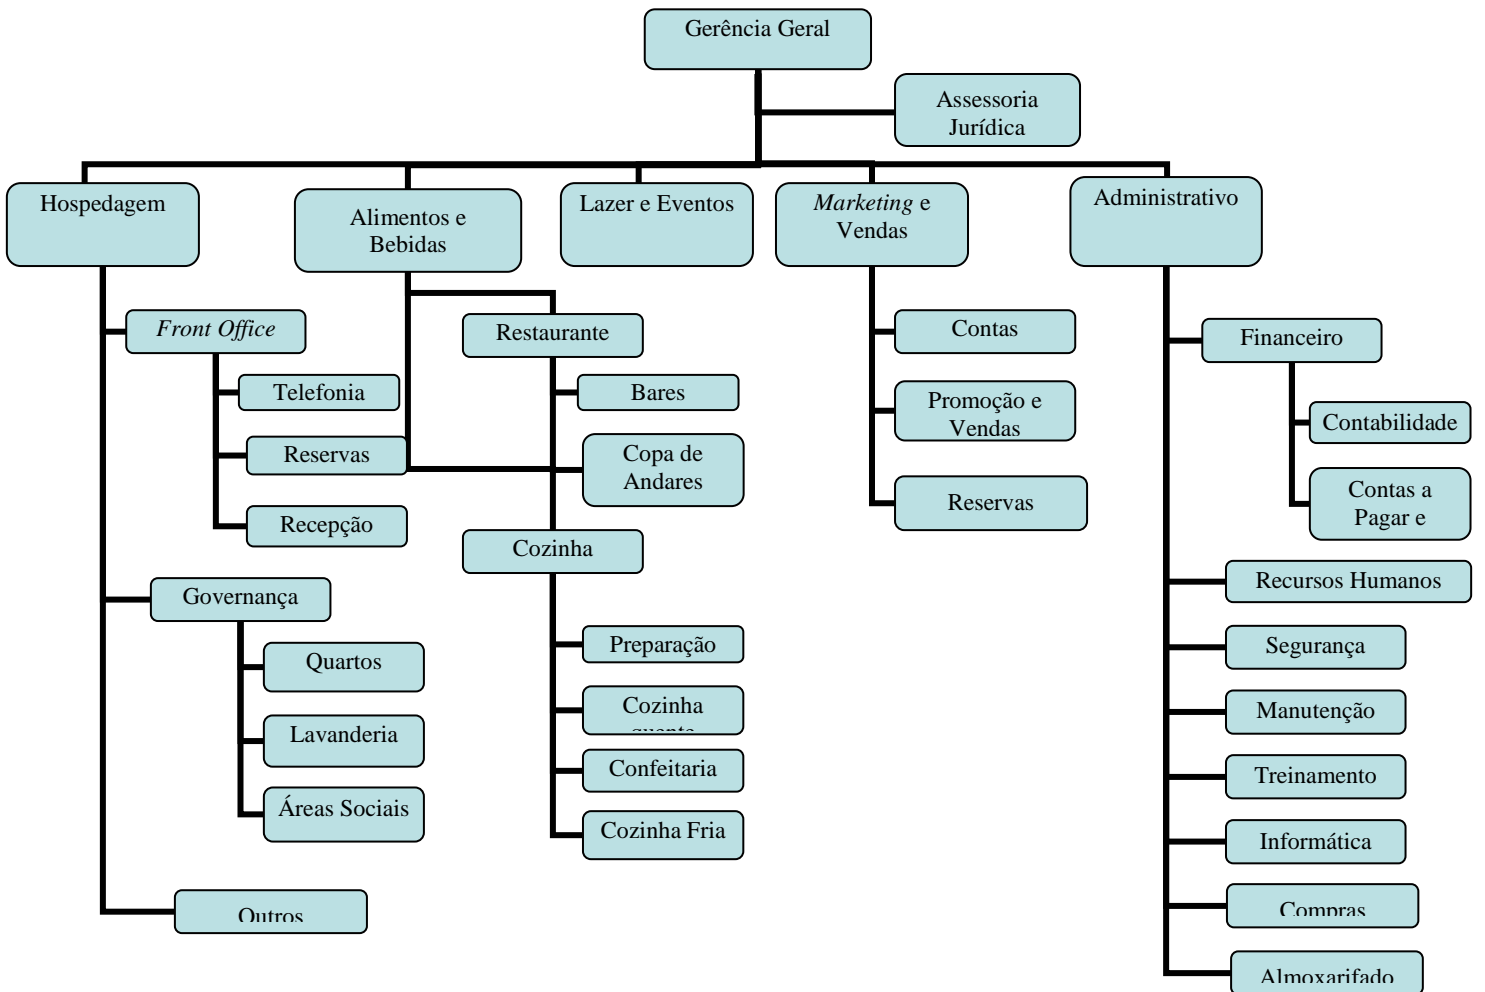 Gerência Geral
Assessoria
Jurídica
Hospedagem
Alimentos e
Bebidas
Lazer e Eventos
Marketing e
Vendas
Administrativo
Front Office
Telefonia
Reservas
Recepção
Governança
Quartos
Lavanderia
Áreas Sociais
Outros
Restaurante
Bares
Copa de
Andares
Cozinha
Preparação
Cozinha
quente
Confeitaria
Cozinha Fria
Contas
Promoção e
Vendas
Reservas
Financeiro
Contabilidade
Contas a
Pagar e
Recursos Humanos
Segurança
Manutenção
Treinamento
Informática
Compras
Almoxarifado